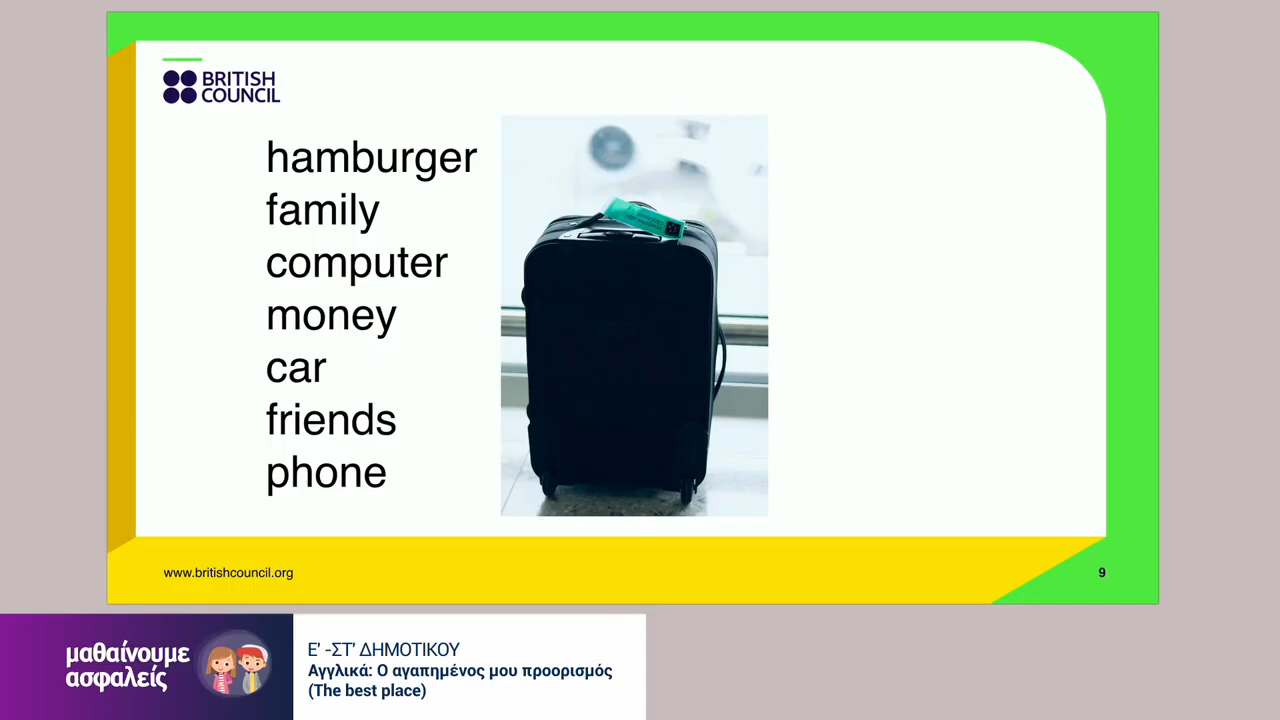 BRITISH
COUNCIL
hamburger
family
computer
money
car
friends
phone
www.britishcouncil.org
9
μαθαίνουμε
ασφαλείς
Ε' -ΣΤ' ΔΗΜΟΤΙΚΟΥ
Αγγλικά: Ο αγαπημένος μου προορισμός
(The best place)